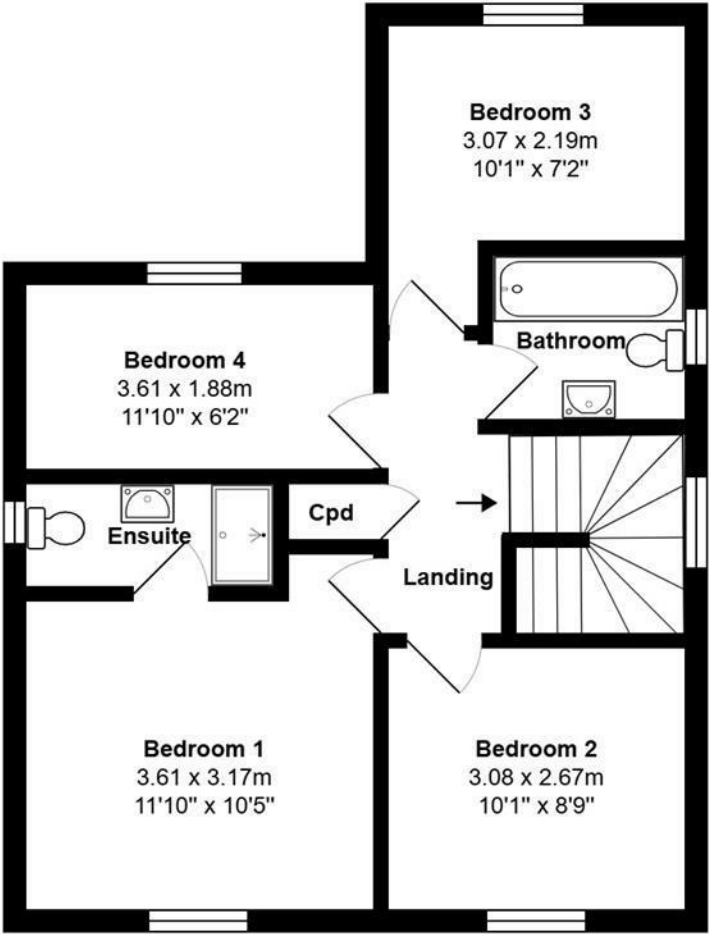 Bedroom 3
3.07 x 2.19m
10'1" x 7'2"
Bathroom
Bedroom 4
3.61 x 1.88m
11'10" x 6'2"
Cpd
Ensuite
Landing
Bedroom 1
3.61 x 3.17m
11'10" x 10'5"
Bedroom 2
3.08 x 2.67m
10'1" x 8'9"